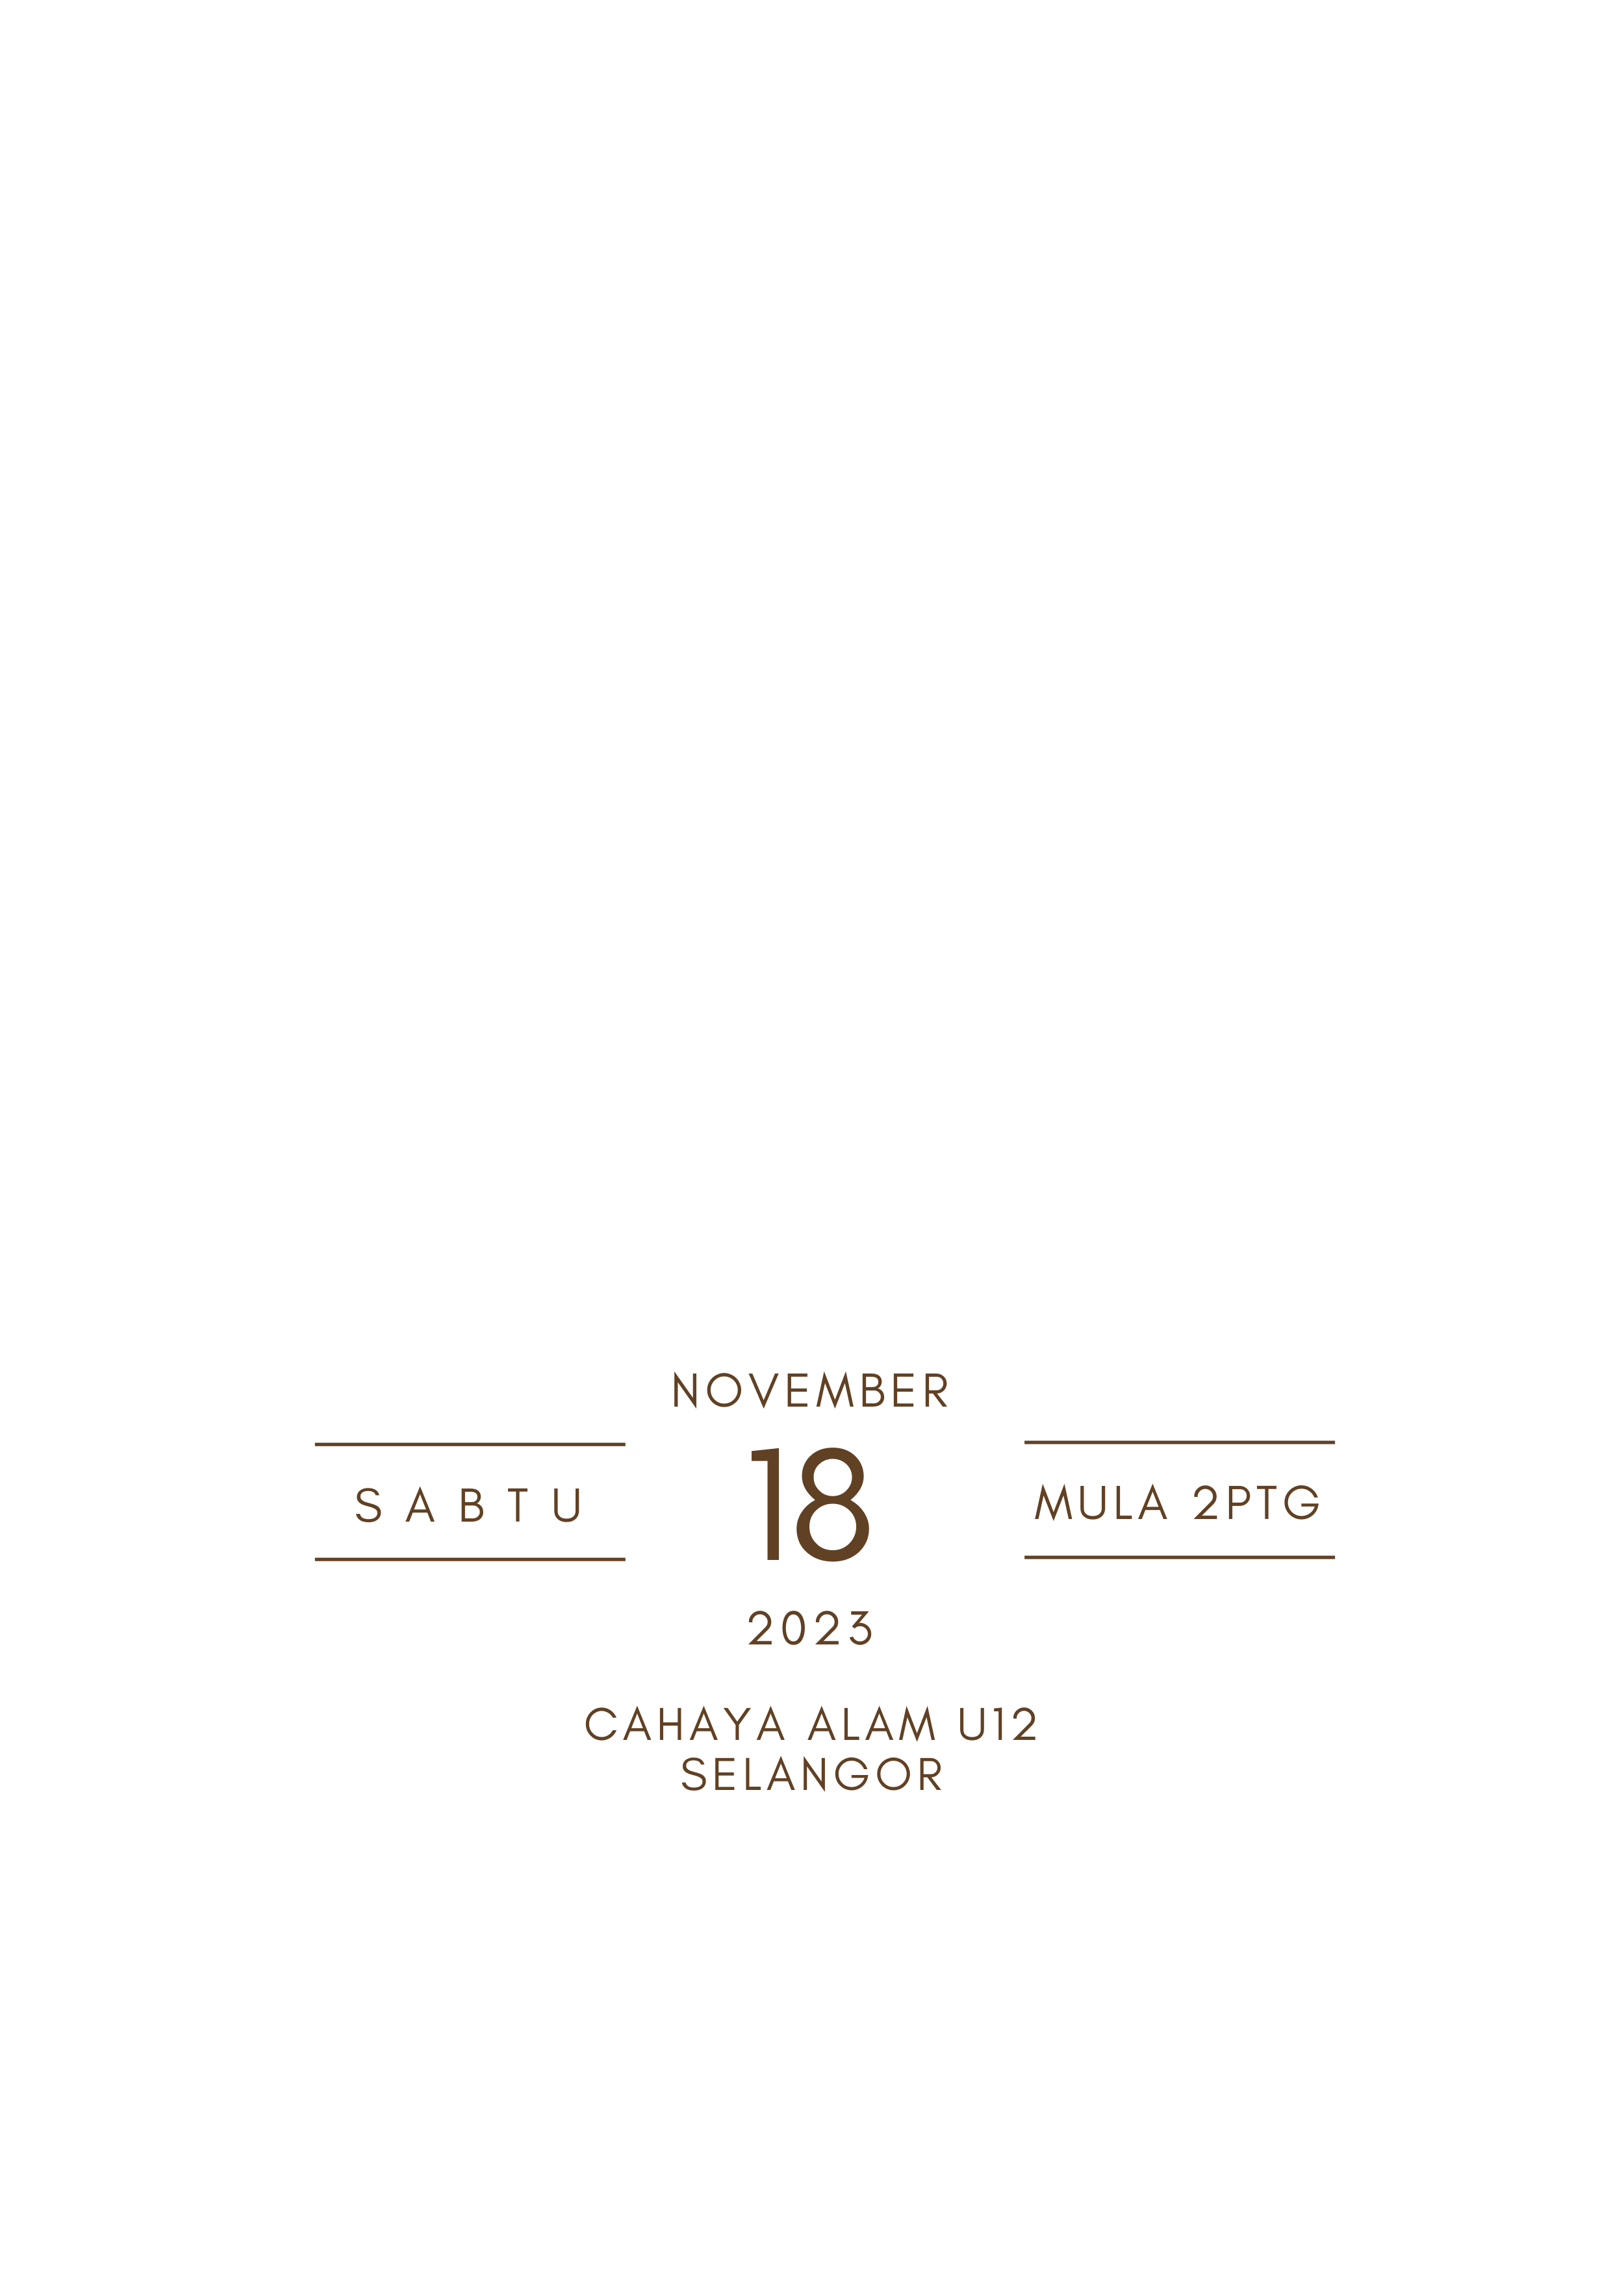 NOVEMBER
SABTU
18
MULA 2PTG
2023
CAHAYA ALAM U12
SELANGOR